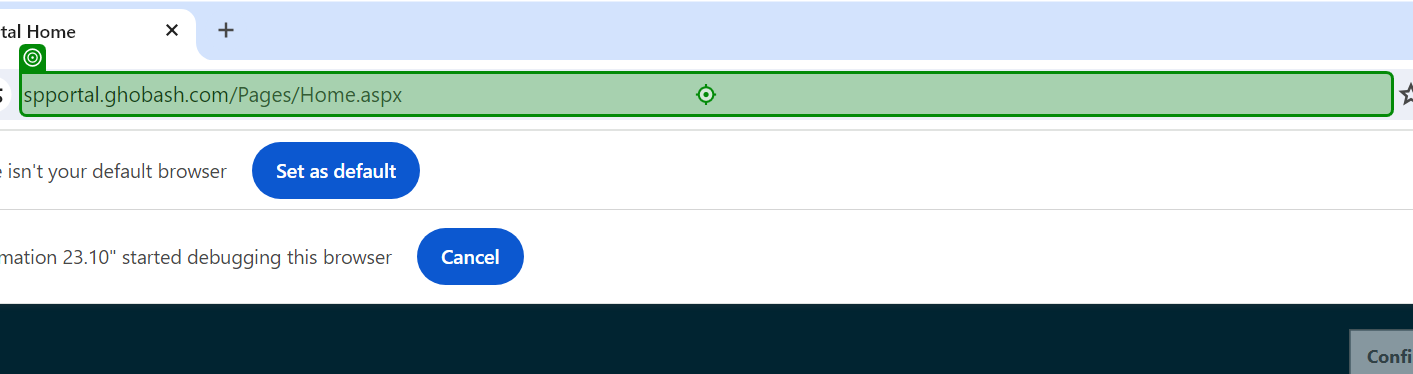 tal Home
spportal.ghobash.com/Pages/Home.aspx
isn't your default browser Set as default
mation 23.10" started debugging this browser Cancel
Confi